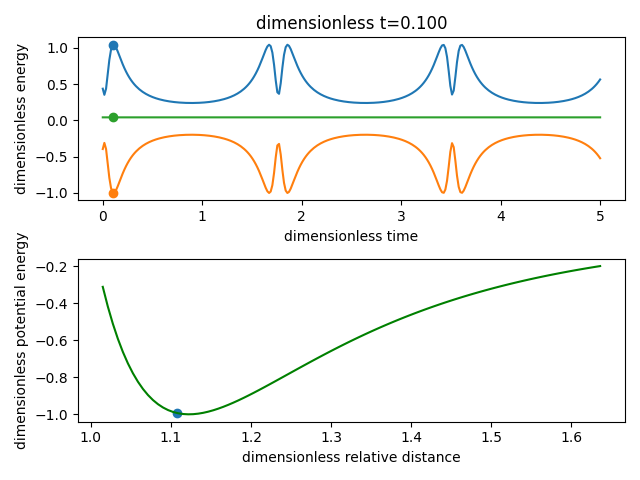 dimensionless t=0.100
dimensionless energy
1.0
0.5
0.0
−0.5
−1.0
0 1 2 3 4 5
dimensionless time
dimensionless potential energy
−0.2
−0.4
−0.6
−0.8
−1.0
1.0 1.1 1.2 1.3 1.4 1.5 1.6
dimensionless relative distance